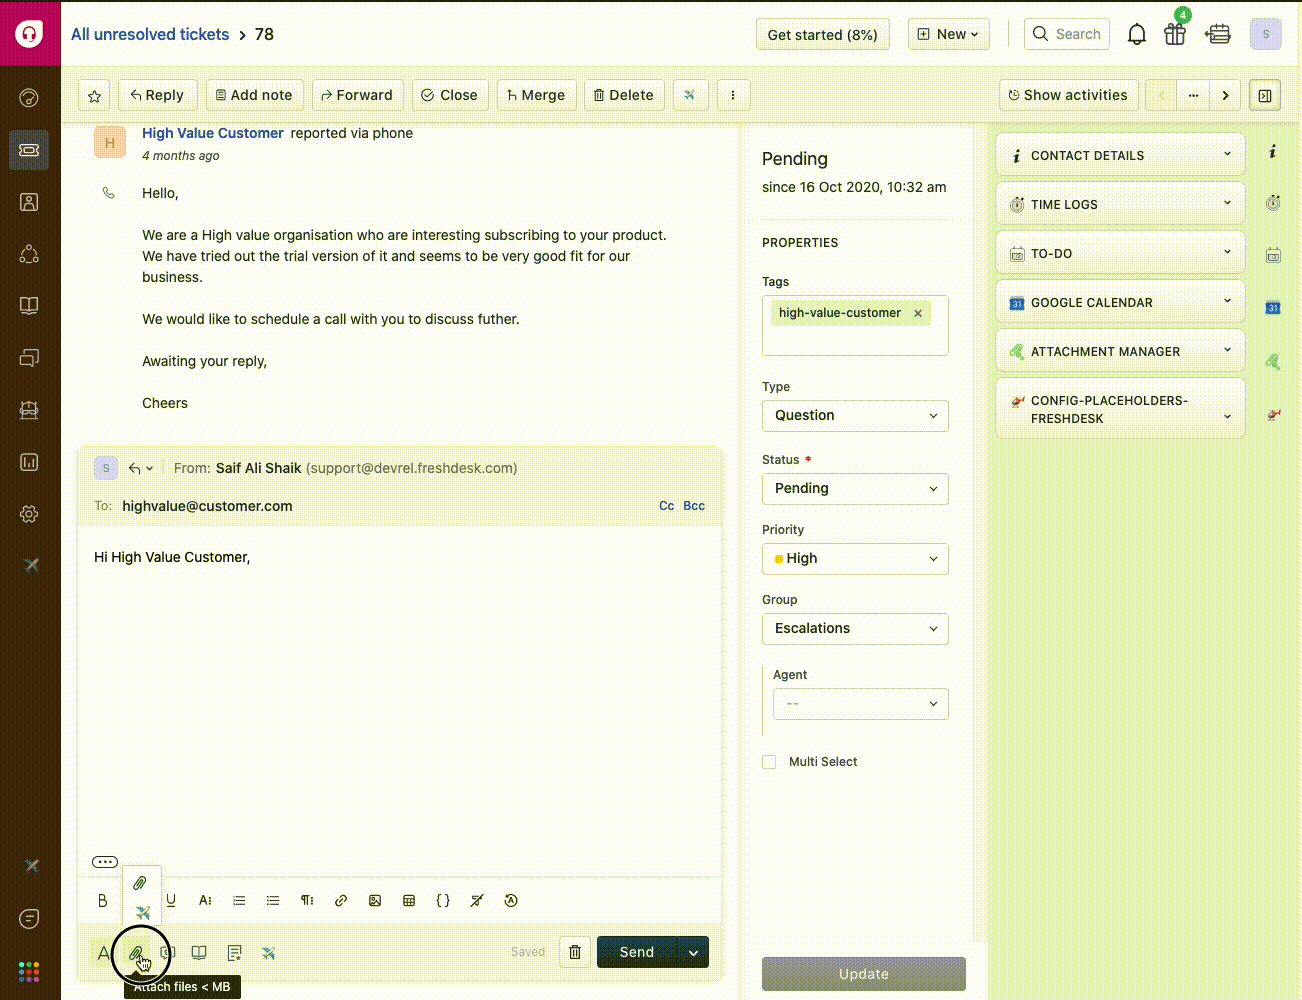 All unresolved tickets > 78
Get started (8%)
New
Search
4
S
Reply
Add note
Forward
Close
Merge
Delete
Show activities
H
High Value Customer reported via phone
4 months ago
Hello,
We are a High value organisation who are interesting subscribing to your product.
We have tried out the trial version of it and seems to be very good fit for our
business.
We would like to schedule a call with you to discuss futher.
Awaiting your reply,
Cheers
S
From: Saif Ali Shaik (support@devrel.freshdesk.com)
To: highvalue@customer.com
Cc Bcc
Hi High Value Customer,
B U A
A
Saved
Send
Attach files < MB
Pending
since 16 Oct 2020, 10:32 am
PROPERTIES
Tags
high-value-customer ×
Type
Question
Status *
Pending
Priority
High
Group
Escalations
Agent
--
Multi Select
Update
CONTACT DETAILS
TIME LOGS
TO-DO
31 GOOGLE CALENDAR
ATTACHMENT MANAGER
CONFIG-PLACEHOLDERS-
FRESHDESK
31